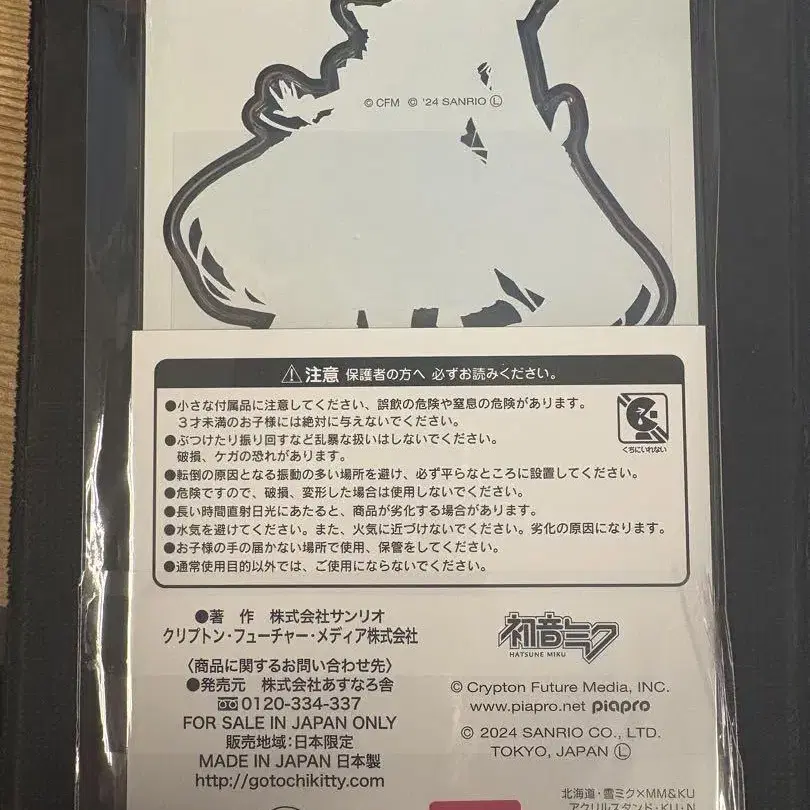 © CFM © '24 SANRIO Ⓛ
⚠注意 保護者の方へ 必ずお読みください。
●小さな付属品に注意してください、誤飲の危険や窒息の危険があります。
３才未満のお子様には絶対に与えないでください。
●ぶつけたり振り回すなど乱暴な扱いはしないでください。
破損、ケガの恐れがあります。
くちにいれない
●転倒の原因となる振動の多い場所を避け、必ず平らなところに設置してください。
●危険ですので、破損、変形した場合は使用しないでください。
●長い時間直射日光にあたると、商品が劣化する場合があります。
●水気を避けてください。また、火気に近づけないでください。劣化の原因になります。
●お子様の手の届かない場所で使用、保管をしてください。
●通常使用目的以外では、ご使用にならないでください。
●著 作 株式会社サンリオ
クリプトン・フューチャー・メディア株式会社
〈商品に関するお問い合わせ先〉
●発売元 株式会社あすなろ舎
0120-334-337
FOR SALE IN JAPAN ONLY
販売地域:日本限定
MADE IN JAPAN 日本製
http://gotochikitty.com
初音ミク
HATSUNE MIKU
© Crypton Future Media, INC.
www.piapro.net piapro
© 2024 SANRIO CO., LTD.
TOKYO, JAPAN Ⓛ
北海道・雪ミク×MM&KU
アクリルスタンド・KU・N